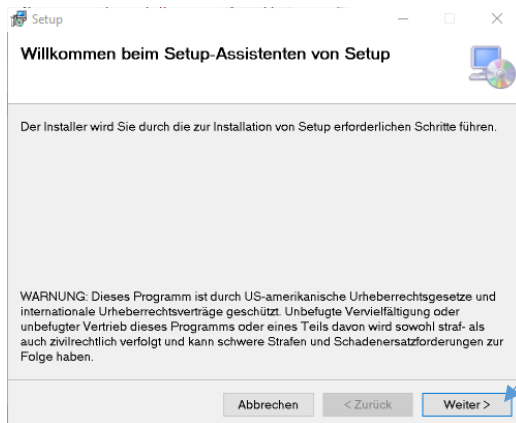 Setup
Willkommen beim Setup-Assistenten von Setup
Der Installer wird Sie durch die zur Installation von Setup erforderlichen Schritte führen.
WARNUNG: Dieses Programm ist durch US-amerikanische Urheberrechtsgesetze und
internationale Urheberrechtsverträge geschützt. Unbefugte Vervielfältigung oder
unbefugter Vertrieb dieses Programms oder eines Teils davon wird sowohl straf- als
auch zivilrechtlich verfolgt und kann schwere Strafen und Schadenersatzforderungen zur
Folge haben.
Abbrechen < Zurück Weiter >